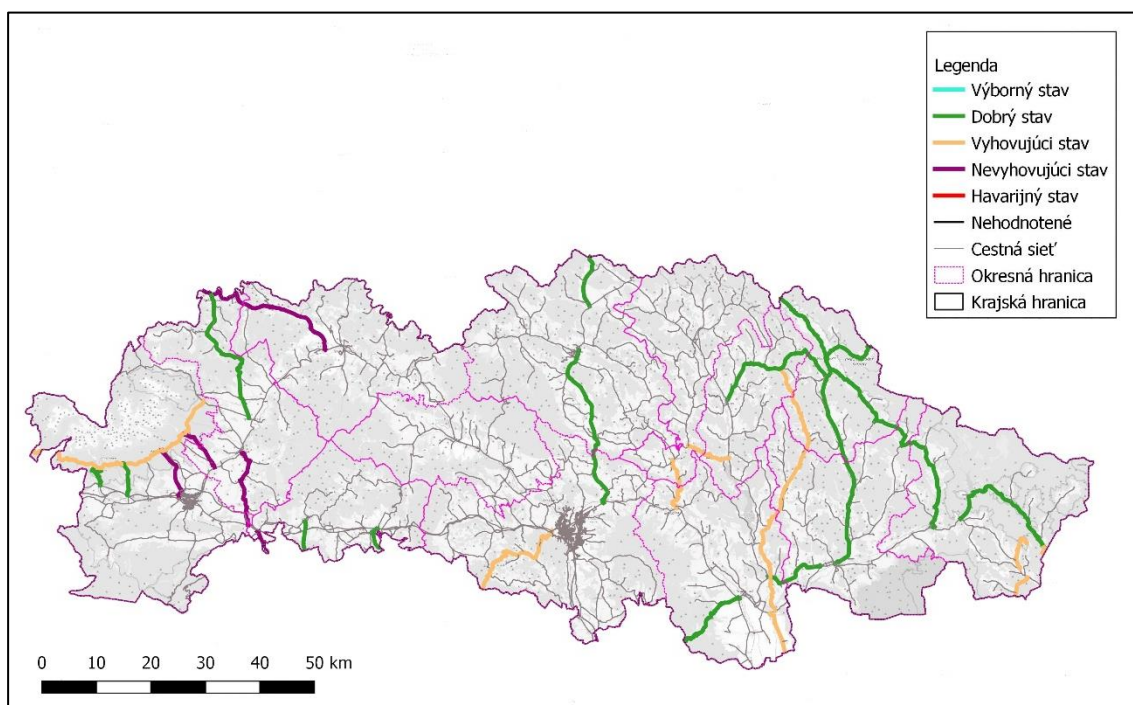 Legenda
Výborný stav
Dobrý stav
Vyhovujúci stav
Nevyhovujúci stav
Havarijný stav
Nehodnotené
Cestná sieť
Okresná hranica
Krajská hranica
0 10 20 30 40 50 km